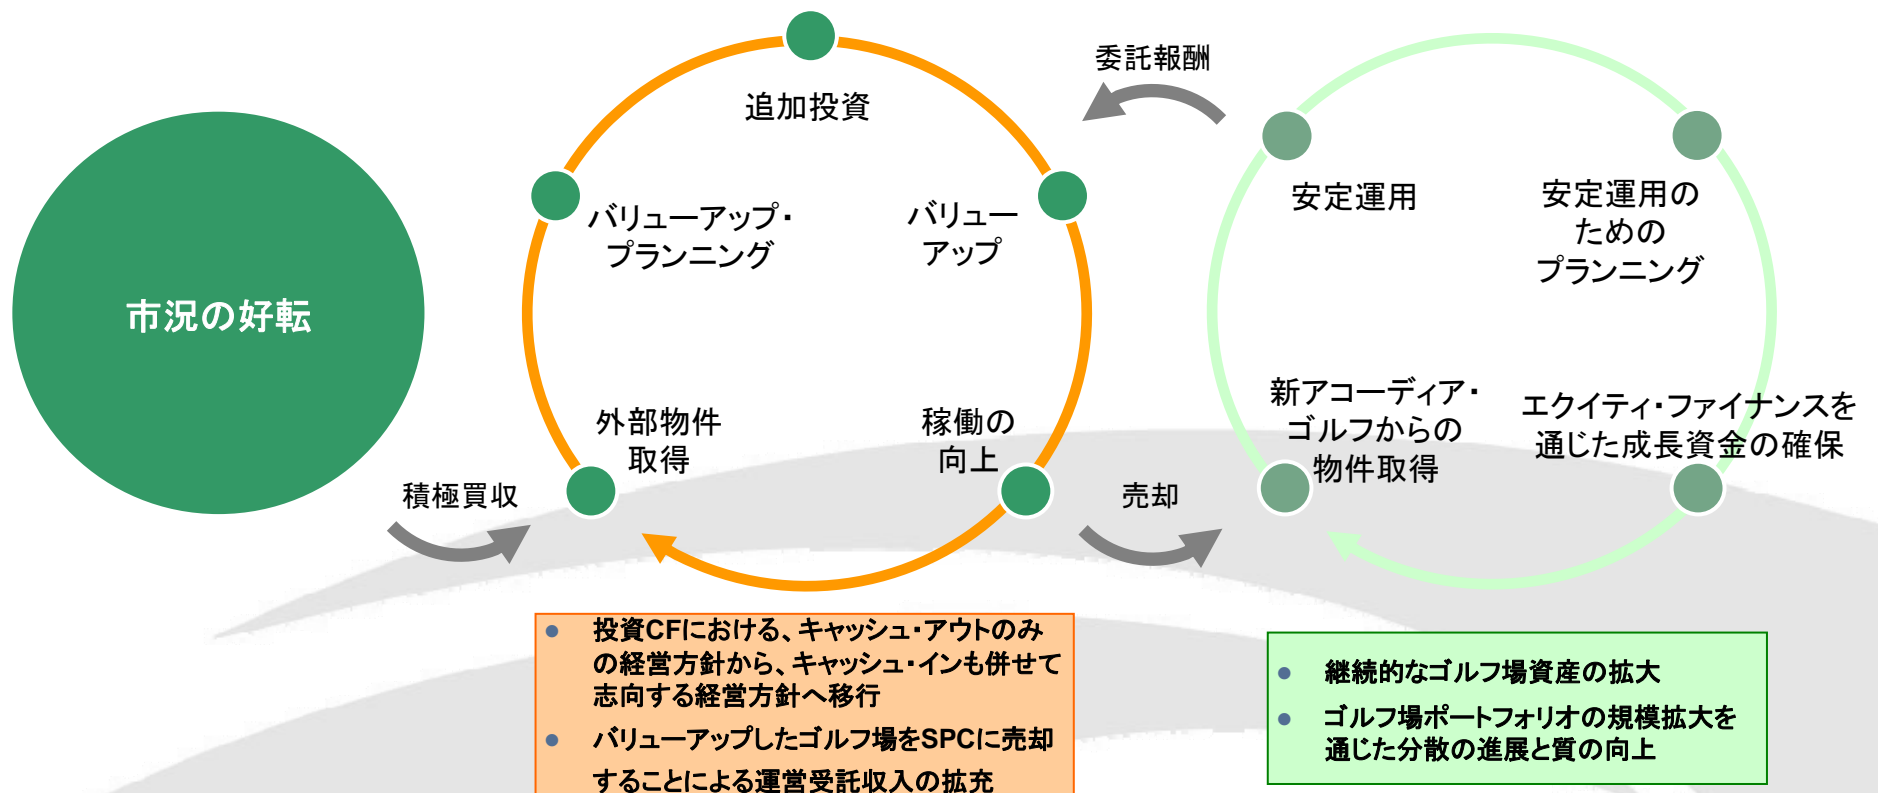 市況の好転
積極買収
追加投資
バリューアップ・
プランニング
バリュー
アップ
外部物件
取得
稼働の
向上
委託報酬
売却
安定運用
安定運用の
ための
プランニング
新アコーディア・
ゴルフからの
物件取得
エクイティ・ファイナンスを
通じた成長資金の確保
● 投資CFにおける、キャッシュ・アウトのみ
の経営方針から、キャッシュ・インも併せて
志向する経営方針へ移行
● バリューアップしたゴルフ場をSPCに売却
することによる運営受託収入の拡充
● 継続的なゴルフ場資産の拡大
● ゴルフ場ポートフォリオの規模拡大を
通じた分散の進展と質の向上